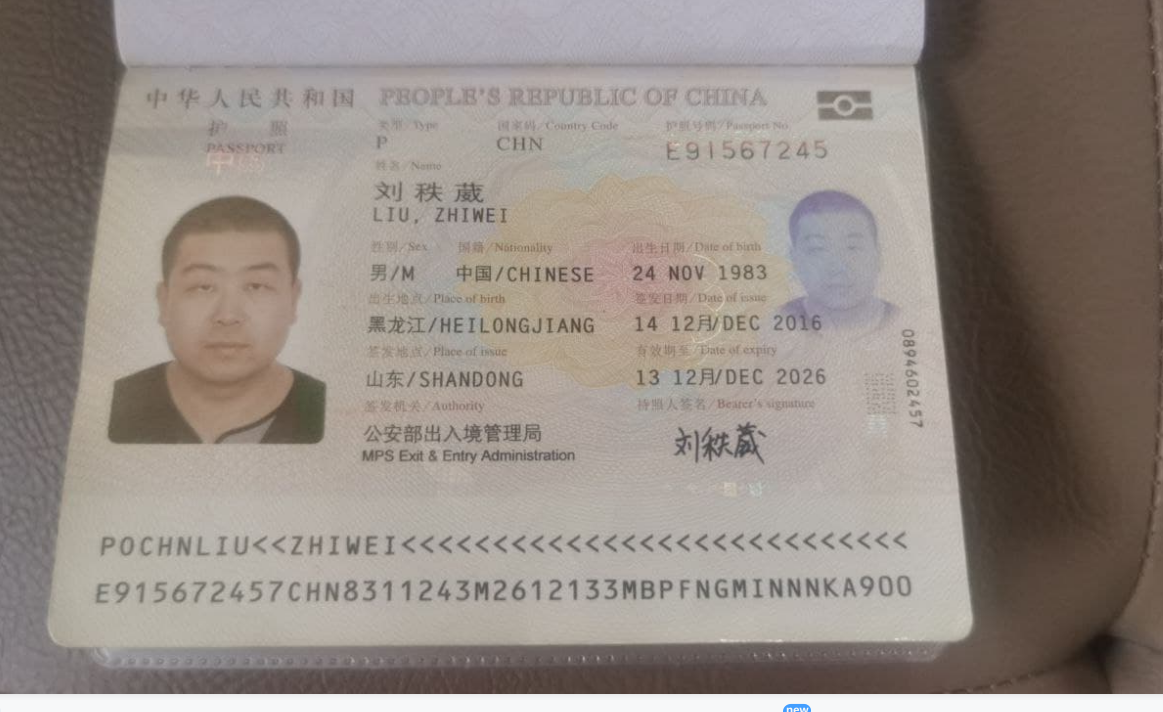 中华人民共和国 PEOPLE'S REPUBLIC OF CHINA
护 照
PASSPORT
类型/Type
国家码/Country Code
护照号码/Passport No
P
CHN
E91567245
姓名/Name
刘秩葳
LIU, ZHIWEI
性别/Sex
国籍/Nationality
出生日期/Date of birth
男/M
中国/CHINESE
24 NOV 1983
出生地点/Place of birth
签发日期/Date of issue
黑龙江/HEILONGJIANG
14 12月/DEC 2016
签发地点/Place of issue
有效期至/Date of expiry
山东/SHANDONG
13 12月/DEC 2026
签发机关/Authority
持照人签名/Bearer's signature
公安部出入境管理局
MPS Exit & Entry Administration
刘秩葳
0894602457
POCHNLIU<<ZHIWEI<<<<<<<<<<<<<<<<<<<<<<<<<<<<
E915672457CHN8311243M2612133MBPFNGMINNNKA900
new